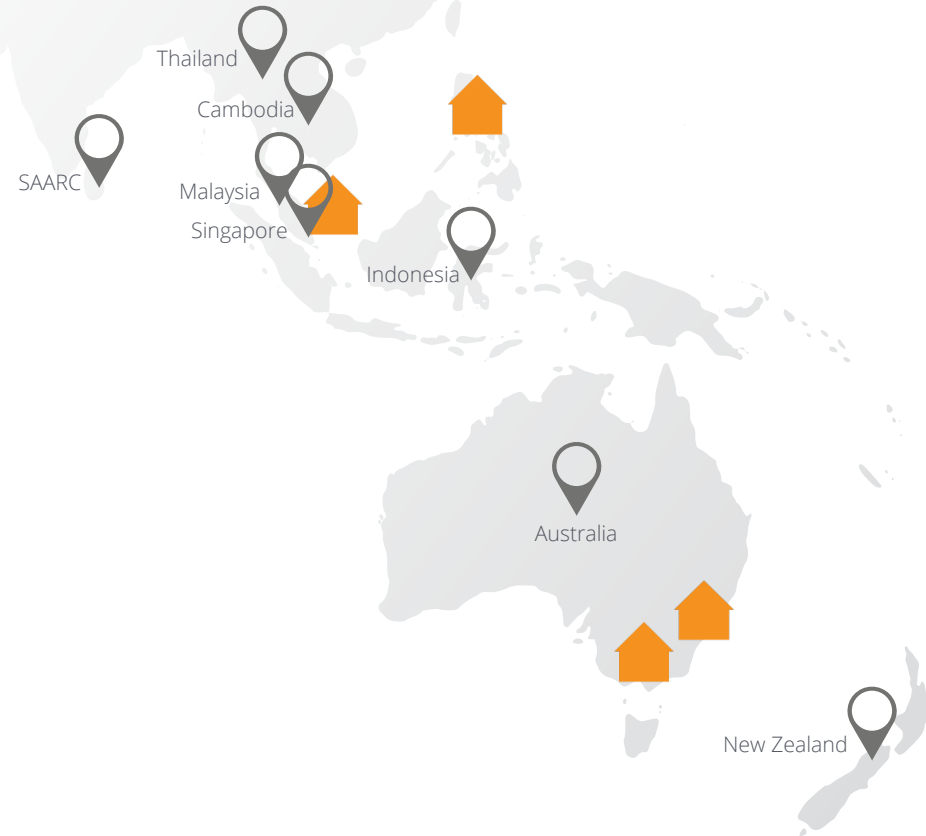 Thailand
Cambodia
SAARC
Malaysia
Singapore
Indonesia
Australia
New Zealand